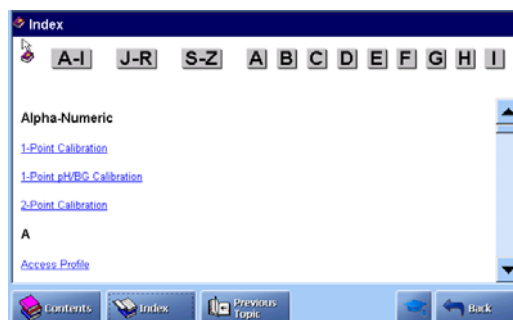 Index
A-I J-R S-Z A B C D E F G H I
Alpha-Numeric
1-Point Calibration
1-Point pH/BG Calibration
2-Point Calibration
A
Access Profile
Contents Index Previous Topic Back